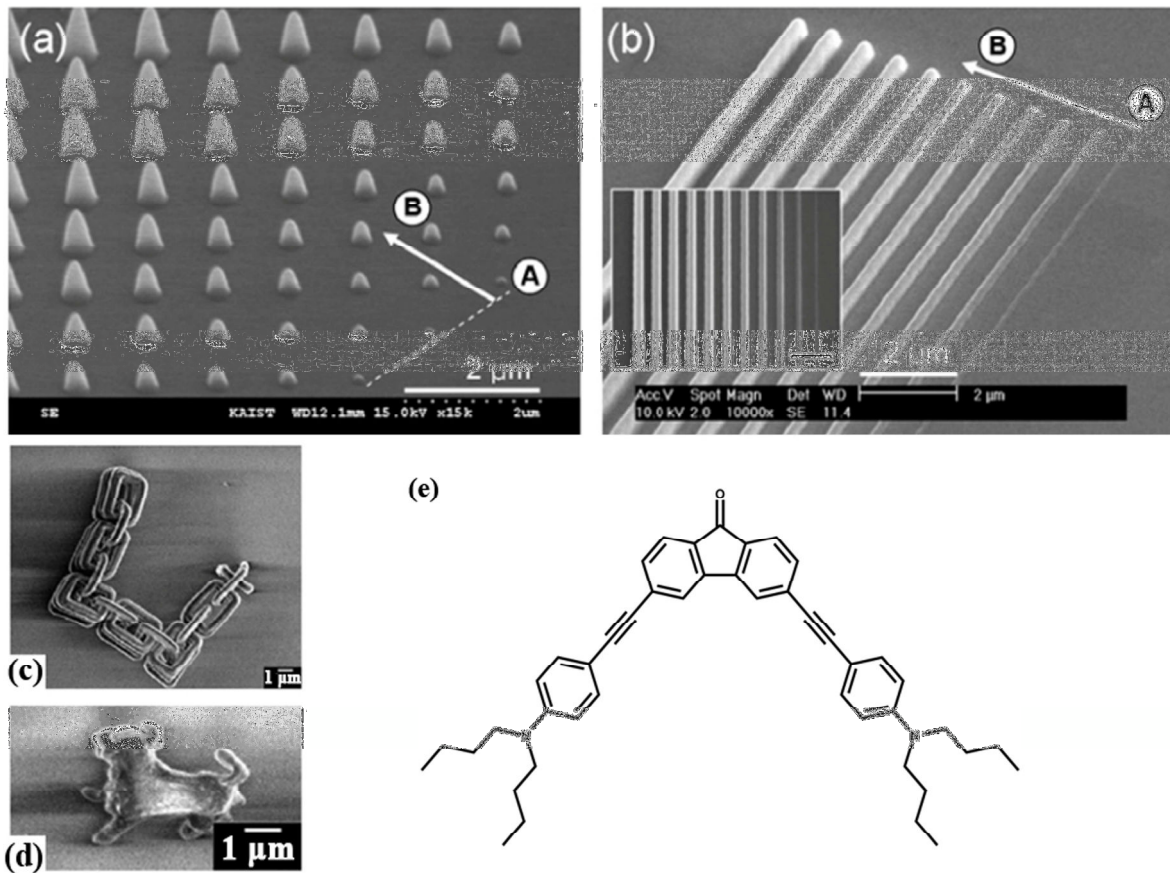 (a)
B
A
2 μm
SE KAIST WD12.1mm 15.0kV x15k 2um
(b)
B
A
2 μm
Acc.V Spot Magn Det WD
10.0 kV 2.0 10000x SE 11.4 2 μm
(c)
1 μm
(d)
1 μm
(e)
O
N N